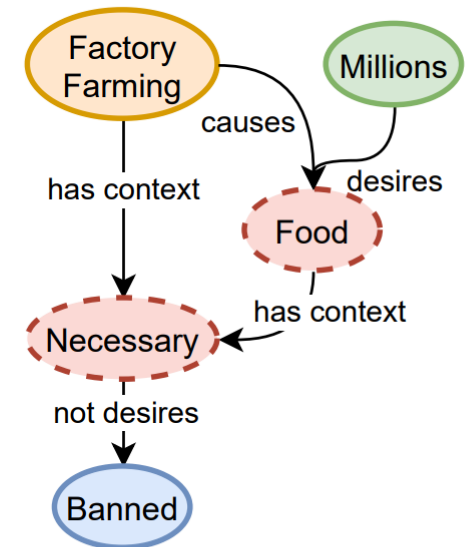 Factory
Farming
Millions
causes
has context
desires
Food
has context
Necessary
not desires
Banned